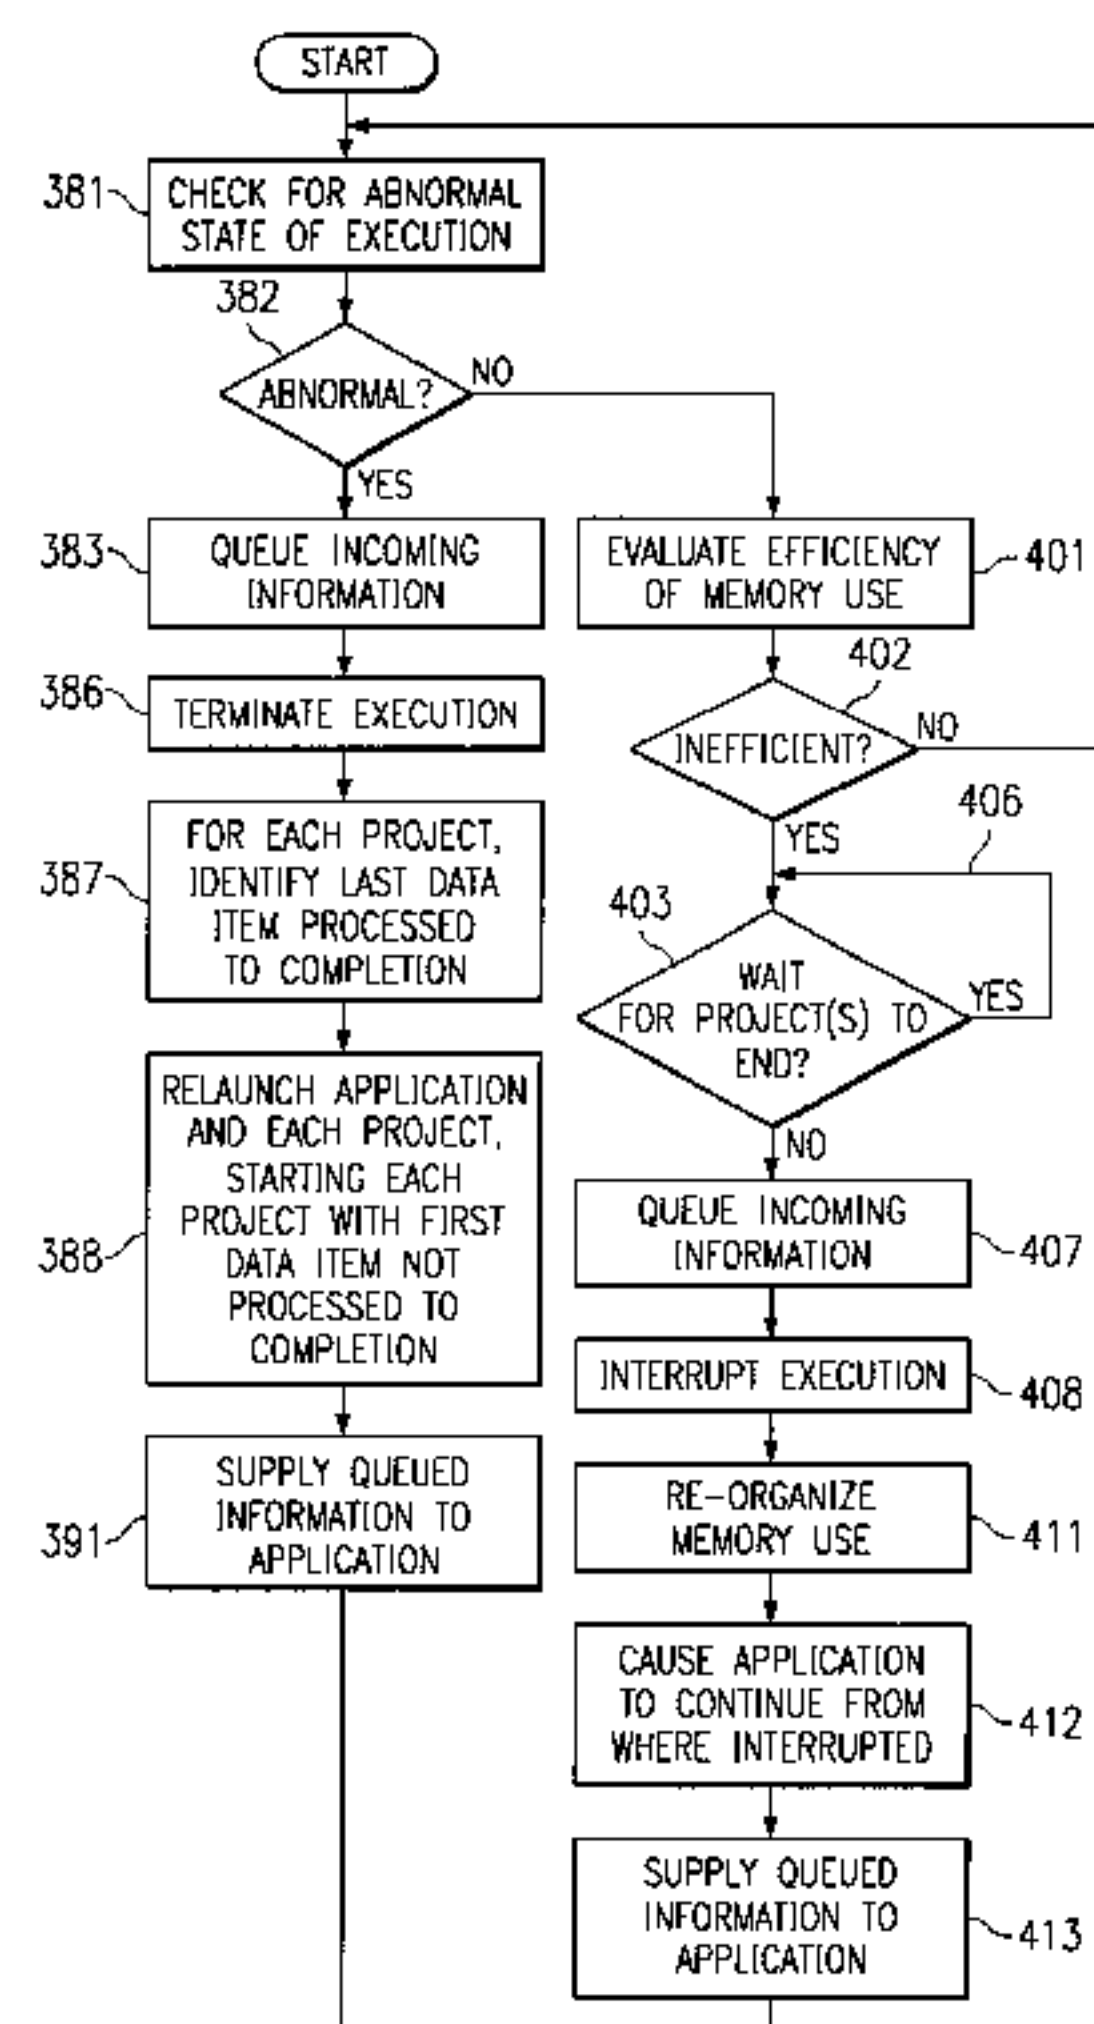 START
381
CHECK FOR ABNORMAL
STATE OF EXECUTION
382
ABNORMAL?
NO
YES
383
QUEUE INCOMING
INFORMATION
386
TERMINATE EXECUTION
387
FOR EACH PROJECT,
IDENTIFY LAST DATA
ITEM PROCESSED
TO COMPLETION
388
RELAUNCH APPLICATION
AND EACH PROJECT,
STARTING EACH
PROJECT WITH FIRST
DATA ITEM NOT
PROCESSED TO
COMPLETION
391
SUPPLY QUEUED
INFORMATION TO
APPLICATION
EVALUATE EFFICIENCY
OF MEMORY USE
401
402
INEFFICIENT?
NO
YES
406
403
WAIT
FOR PROJECT(S) TO
END?
YES
NO
QUEUE INCOMING
INFORMATION
407
INTERRUPT EXECUTION
408
RE-ORGANIZE
MEMORY USE
411
CAUSE APPLICATION
TO CONTINUE FROM
WHERE INTERRUPTED
412
SUPPLY QUEUED
INFORMATION TO
APPLICATION
413